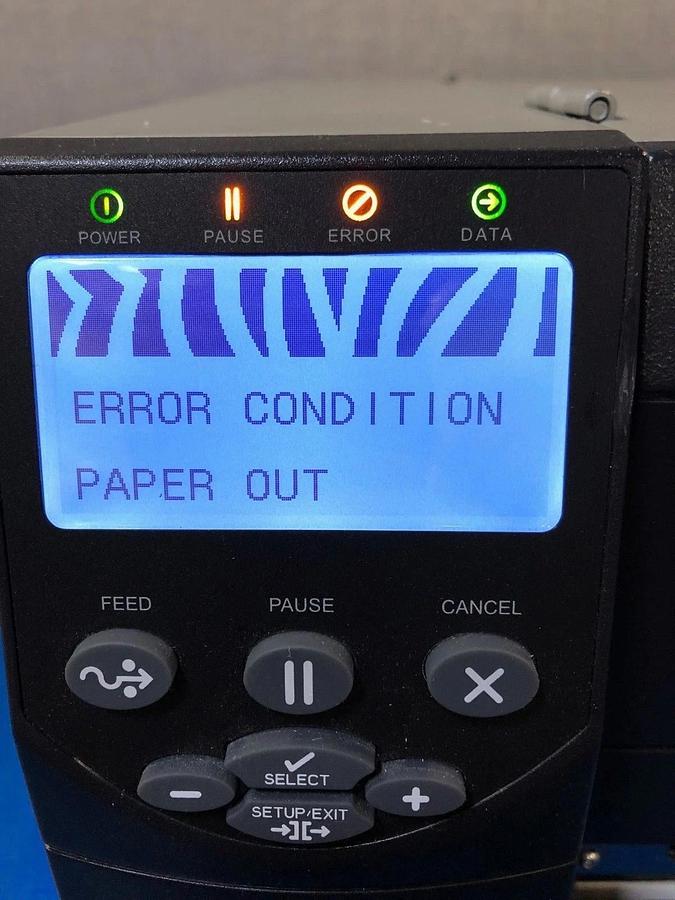 POWER PAUSE ERROR DATA
ERROR CONDITION
PAPER OUT
FEED PAUSE CANCEL
SELECT
SETUP/EXIT